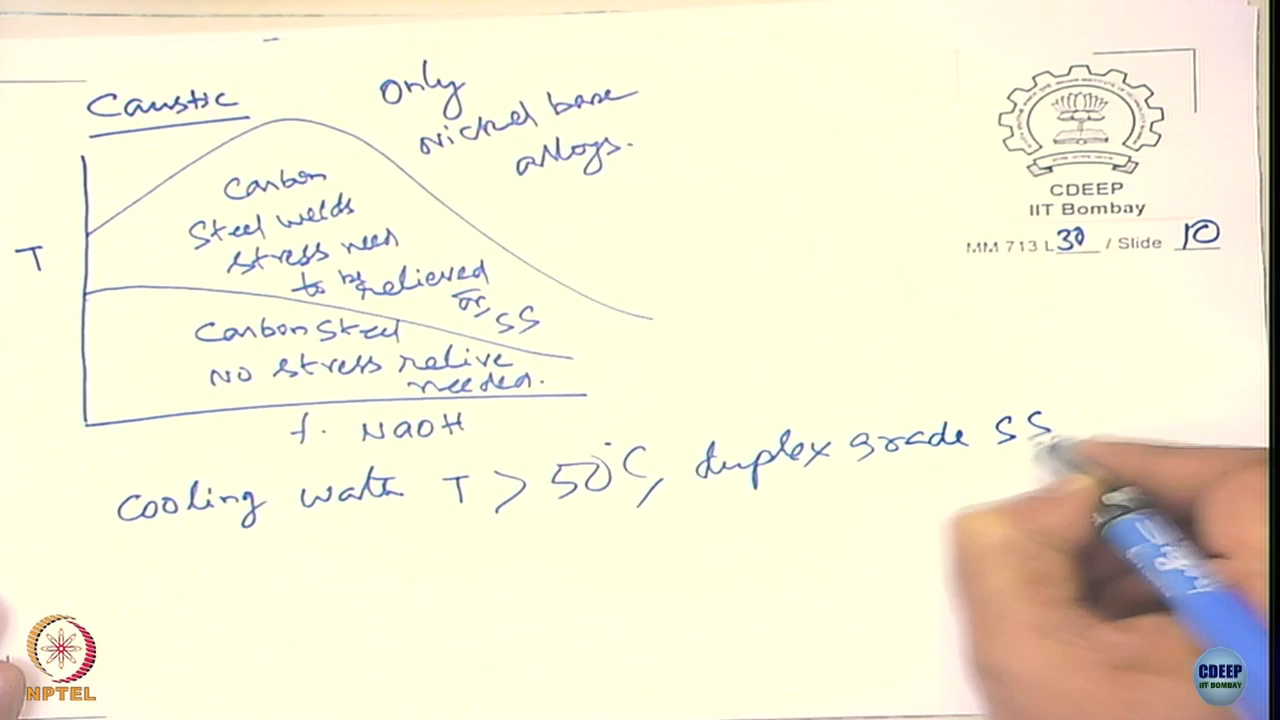 Caustic
only
nickel base
alloys.
Carbon
Steel welds
stress need
to be relieved
or SS
T
Carbon Steel
No stress relive
needed.
f. NaOH
cooling water T > 50°C, duplex grade SS
CDEEP
IIT Bombay
MM 713 L 30 / Slide 10
NPTEL
CDEEP
IIT BOMBAY